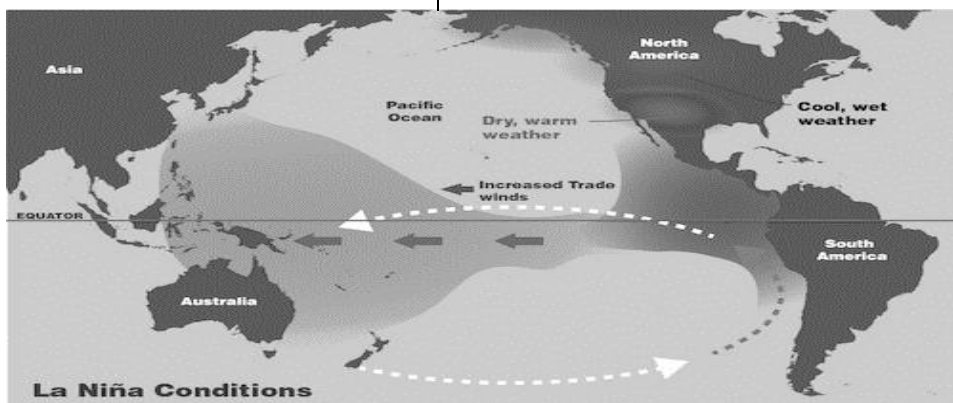 North
America
Asia
Pacific
Ocean
Cool, wet
weather
Dry, warm
weather
Increased Trade
winds
EQUATOR
South
America
Australia
La Niña Conditions